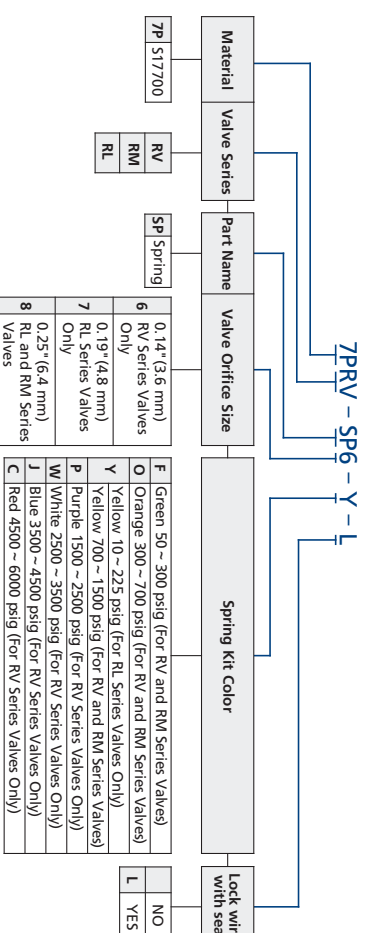 7PRV – SP6 – Y – L
Material
7P S17700
Valve Series
RV
RM
RL
Part Name
SP Spring
Valve Orifice Size
6 0.14" (3.6 mm)
RV Series Valves
Only
7 0.19" (4.8 mm)
RL Series Valves
Only
8 0.25" (6.4 mm)
RL and RM Series
Valves
Spring Kit Color
F Green 50 ~ 300 psig (For RV and RM Series Valves)
O Orange 300 ~ 700 psig (For RV and RM Series Valves)
Y Yellow 10 ~ 225 psig (For RL Series Valves Only)
Yellow 700 ~ 1500 psig (For RV and RM Series Valves)
P Purple 1500 ~ 2500 psig (For RV Series Valves Only)
W White 2500 ~ 3500 psig (For RV Series Valves Only)
J Blue 3500 ~ 4500 psig (For RV Series Valves Only)
C Red 4500 ~ 6000 psig (For RV Series Valves Only)
Lock
with
NO
L YES